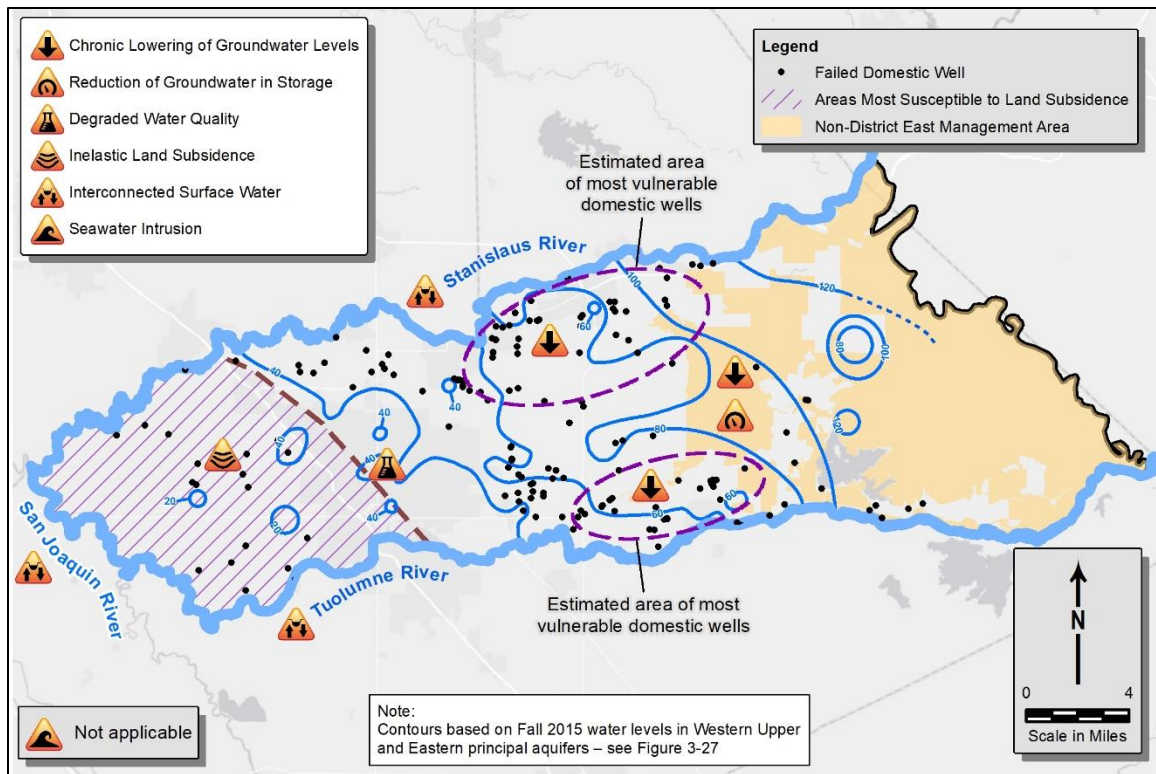 Chronic Lowering of Groundwater Levels
Reduction of Groundwater in Storage
Degraded Water Quality
Inelastic Land Subsidence
Interconnected Surface Water
Seawater Intrusion
Legend
Failed Domestic Well
Areas Most Susceptible to Land Subsidence
Non-District East Management Area
Estimated area
of most vulnerable
domestic wells
Stanislaus River
100
120
60
80
100
40
40
40
120
80
40
40
20
40
20
60
60
San Joaquin River
Tuolumne River
Estimated area of most
vulnerable domestic wells
N
0 4
Scale in Miles
Not applicable
Note:
Contours based on Fall 2015 water levels in Western Upper
and Eastern principal aquifers – see Figure 3-27